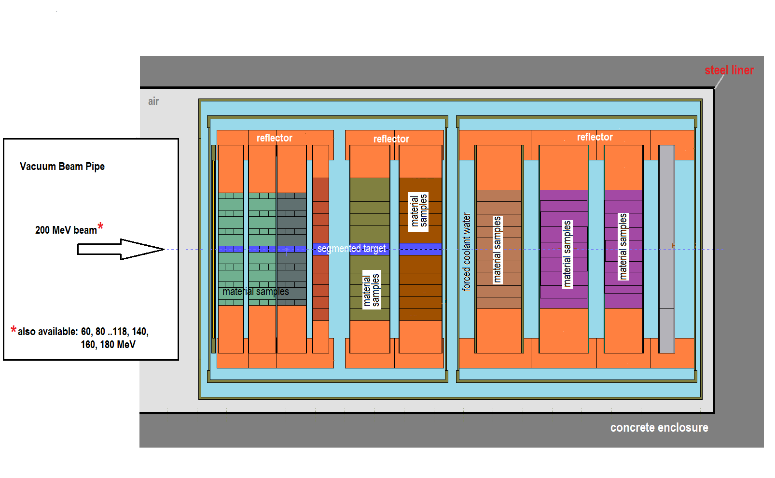 steel liner
air
reflector
reflector
reflector
Vacuum Beam Pipe
200 MeV beam*
segmented target
material samples
material
samples
material
samples
forced coolant water
material samples
material samples
material samples
*also available: 60, 80 ..118, 140,
160, 180 MeV
concrete enclosure